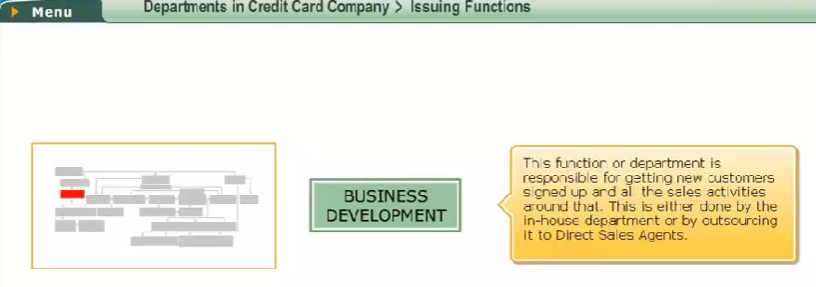 Menu
Departments in Credit Card Company > Issuing Functions
BUSINESS
DEVELOPMENT
This function or department is
responsible for getting new customers
signed up and all the sales activities
around that. This is either done by the
in-house department or by outsourcing
it to Direct Sales Agents.